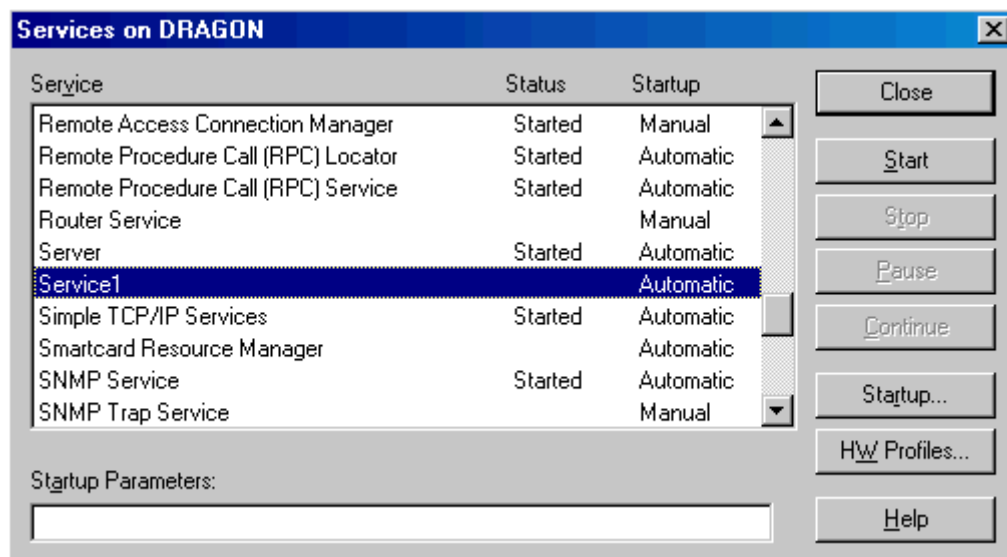 Services on DRAGON
Service Status Startup
Remote Access Connection Manager Started Manual
Remote Procedure Call (RPC) Locator Started Automatic
Remote Procedure Call (RPC) Service Started Automatic
Router Service Manual
Server Started Automatic
Service1 Automatic
Simple TCP/IP Services Started Automatic
Smartcard Resource Manager Automatic
SNMP Service Started Automatic
SNMP Trap Service Manual
Startup Parameters:
Close
Start
Stop
Pause
Continue
Startup...
HW Profiles...
Help